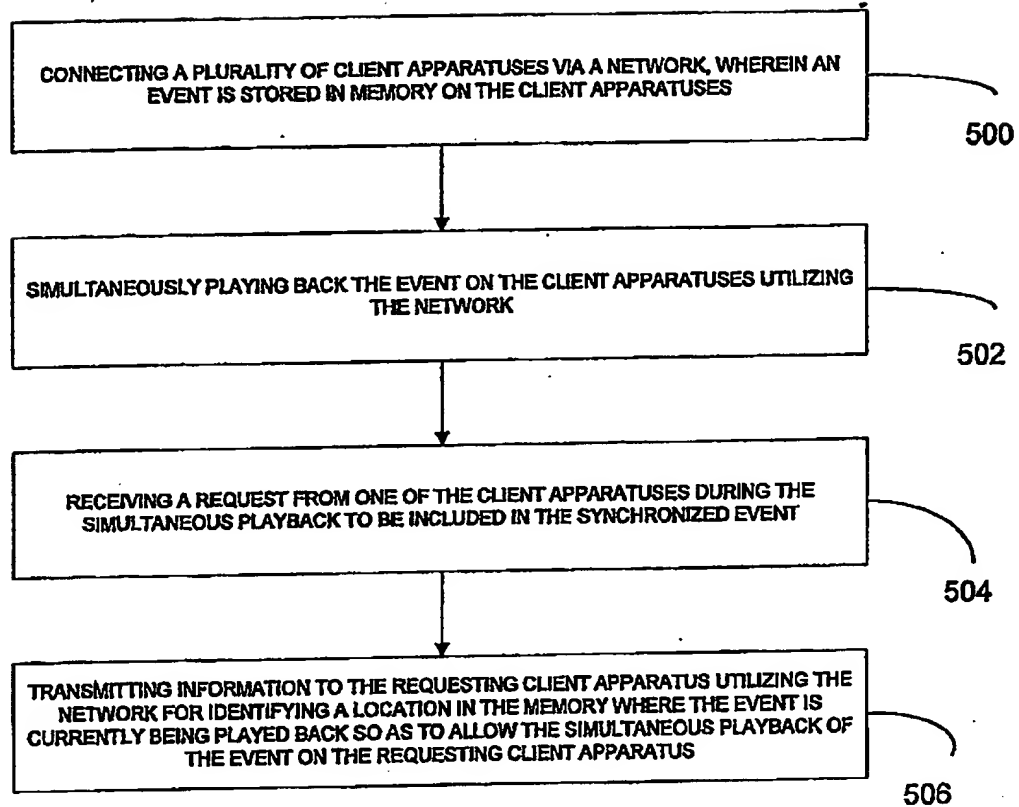 CONNECTING A PLURALITY OF CLIENT APPARATUSES VIA A NETWORK, WHEREIN AN
EVENT IS STORED IN MEMORY ON THE CLIENT APPARATUSES
500
SIMULTANEOUSLY PLAYING BACK THE EVENT ON THE CLIENT APPARATUSES UTILIZING
THE NETWORK
502
RECEIVING A REQUEST FROM ONE OF THE CLIENT APPARATUSES DURING THE
SIMULTANEOUS PLAYBACK TO BE INCLUDED IN THE SYNCHRONIZED EVENT
504
TRANSMITTING INFORMATION TO THE REQUESTING CLIENT APPARATUS UTILIZING THE
NETWORK FOR IDENTIFYING A LOCATION IN THE MEMORY WHERE THE EVENT IS
CURRENTLY BEING PLAYED BACK SO AS TO ALLOW THE SIMULTANEOUS PLAYBACK OF
THE EVENT ON THE REQUESTING CLIENT APPARATUS
506